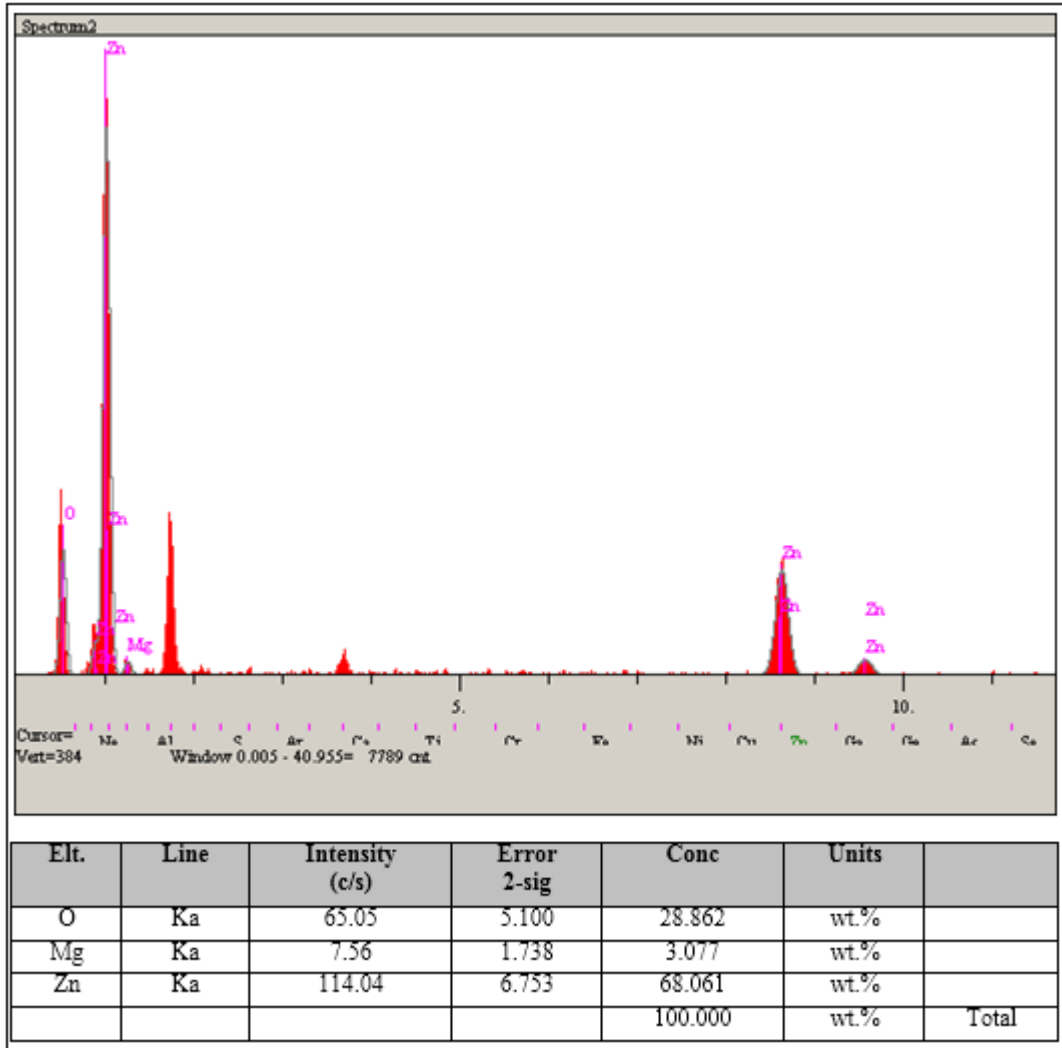 Spectrum2
Zn
O
Zn
Zn
Mg
Zn
Zn
Zn
Zn
5.
10.
Cursor=
Vert=384 Window 0.005 - 40.955= 7789 cnt
Elt. Line Intensity (c/s) Error 2-sig Conc Units
O Ka 65.05 5.100 28.862 wt.%
Mg Ka 7.56 1.738 3.077 wt.%
Zn Ka 114.04 6.753 68.061 wt.%
100.000 wt.% Total